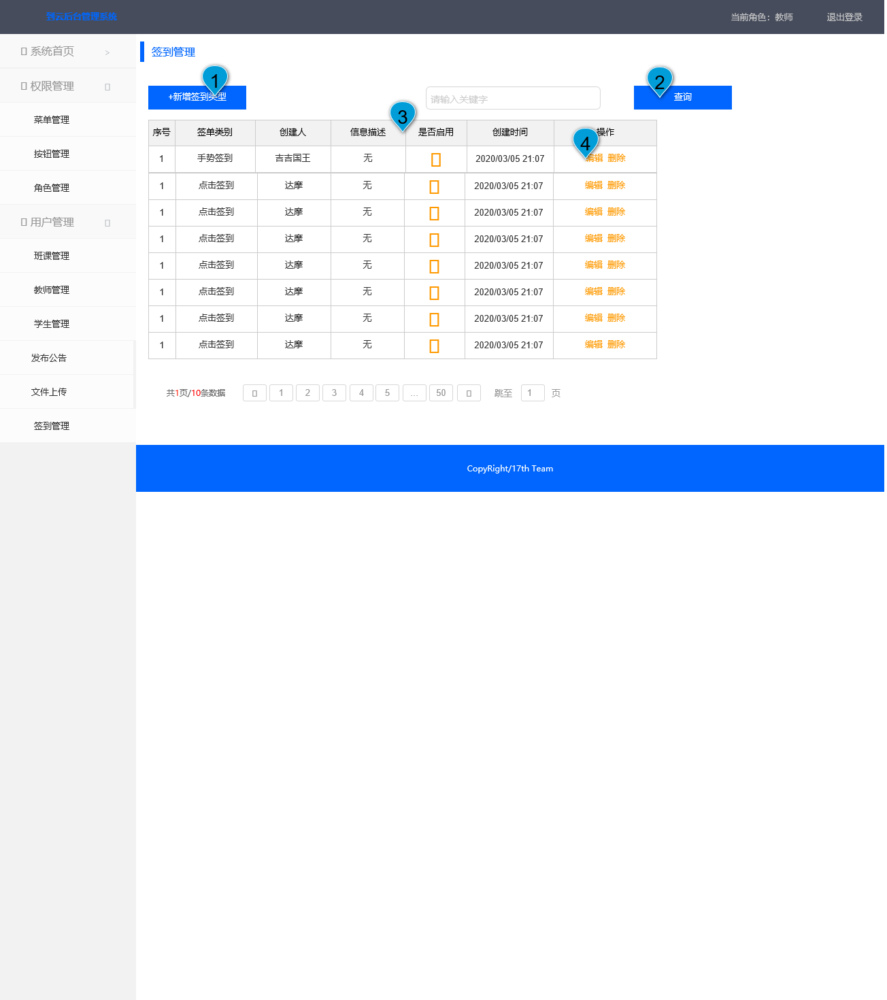 到云后台管理系统
当前角色：教师 退出登录
系统首页 >
权限管理
菜单管理
按钮管理
角色管理
用户管理
班课管理
教师管理
学生管理
发布公告
文件上传
签到管理
签到管理
1 2
+新增签到类型 请输入关键字 查询
3
序号 签单类别 创建人 信息描述 是否启用 创建时间 操作
4
1 手势签到 吉吉国王 无 2020/03/05 21:07 编辑 删除
1 点击签到 达摩 无 2020/03/05 21:07 编辑 删除
1 点击签到 达摩 无 2020/03/05 21:07 编辑 删除
1 点击签到 达摩 无 2020/03/05 21:07 编辑 删除
1 点击签到 达摩 无 2020/03/05 21:07 编辑 删除
1 点击签到 达摩 无 2020/03/05 21:07 编辑 删除
1 点击签到 达摩 无 2020/03/05 21:07 编辑 删除
1 点击签到 达摩 无 2020/03/05 21:07 编辑 删除
共1页/10条数据 1 2 3 4 5 ... 50 跳至 1 页
CopyRight/17th Team